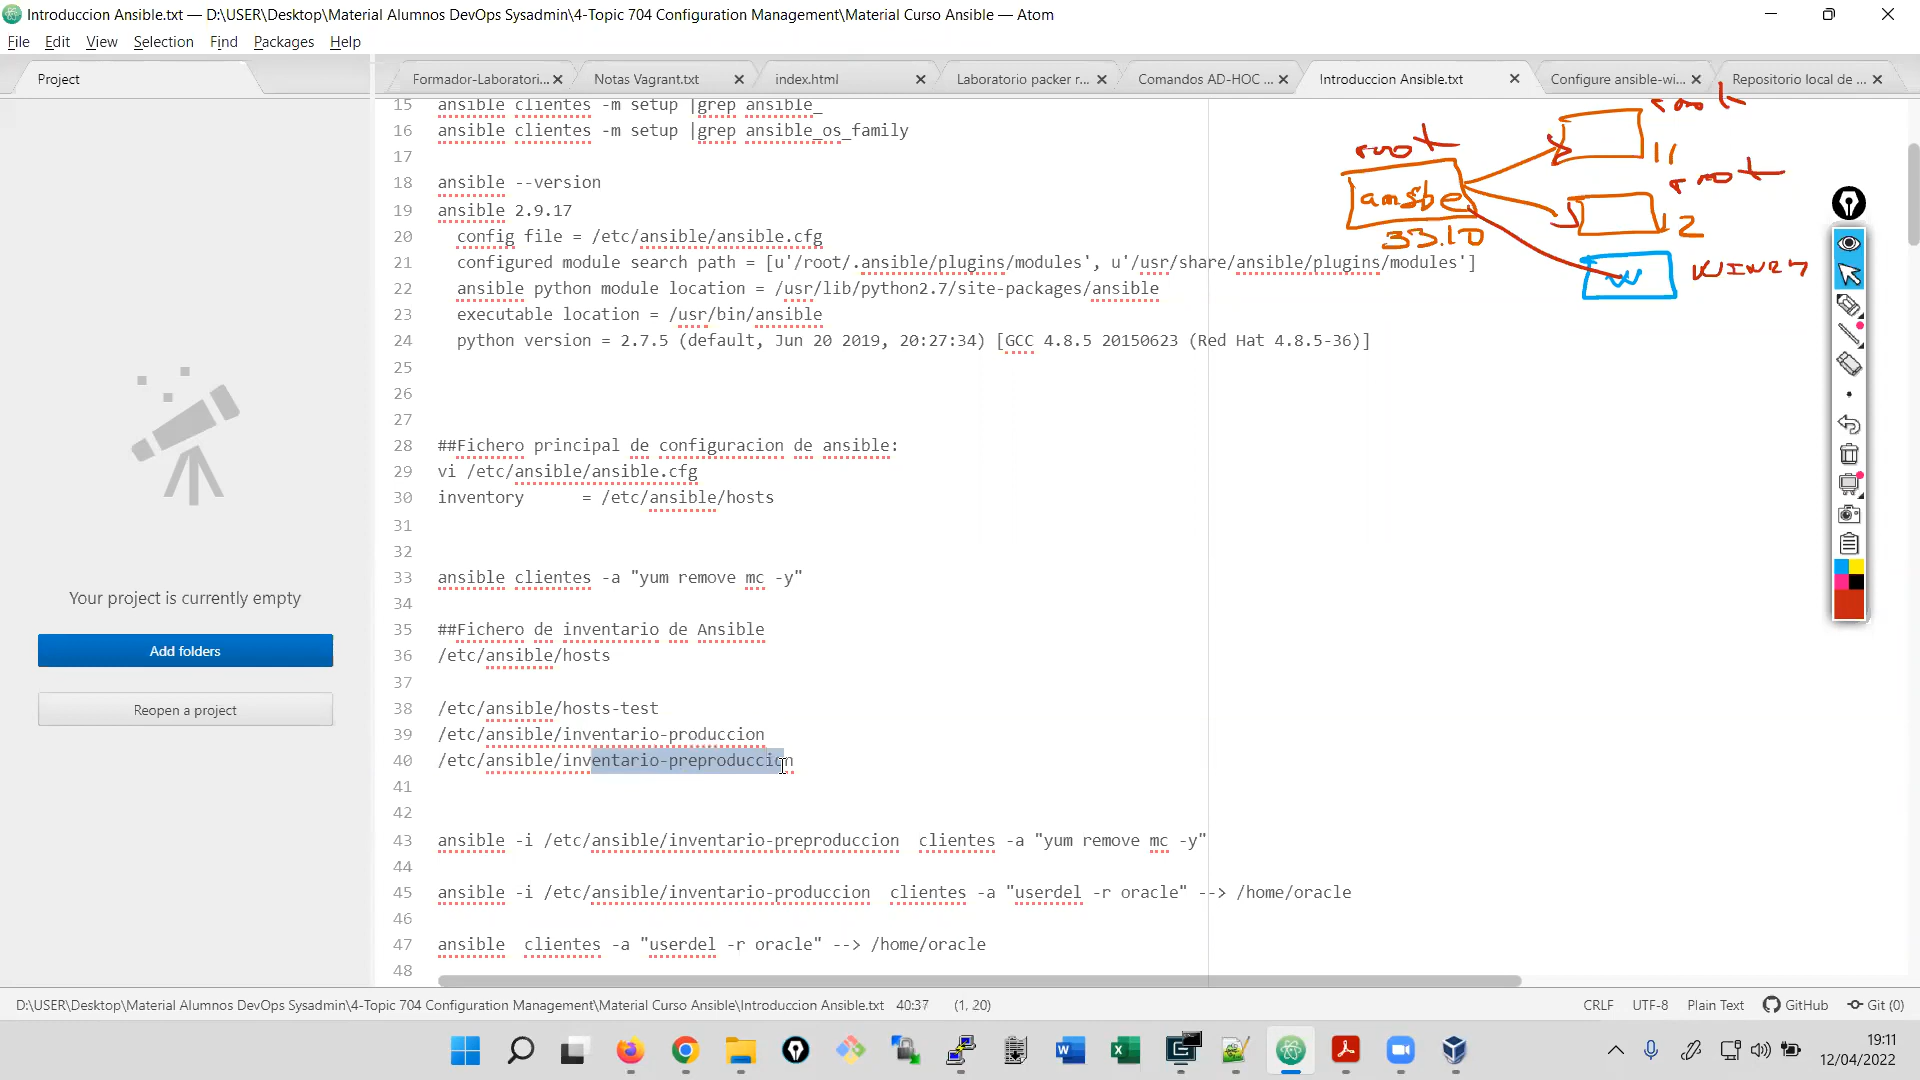 Introduccion Ansible.txt — D:\USER\Desktop\Material Alumnos DevOps Sysadmin\4-Topic 704 Configuration Management\Material Curso Ansible — Atom
File Edit View Selection Find Packages Help
Project
Formador-Laboratori... Notas Vagrant.txt index.html Laboratorio packer r... Comandos AD-HOC ... Introduccion Ansible.txt Configure ansible-wi... Repositorio local de ...
15 ansible clientes -m setup |grep ansible_
16 ansible clientes -m setup |grep ansible_os_family
17
18 ansible --version
19 ansible 2.9.17
20 config file = /etc/ansible/ansible.cfg
21 configured module search path = [u'/root/.ansible/plugins/modules', u'/usr/share/ansible/plugins/modules']
22 ansible python module location = /usr/lib/python2.7/site-packages/ansible
23 executable location = /usr/bin/ansible
24 python version = 2.7.5 (default, Jun 20 2019, 20:27:34) [GCC 4.8.5 20150623 (Red Hat 4.8.5-36)]
25
26
27
28 ##Fichero principal de configuracion de ansible:
29 vi /etc/ansible/ansible.cfg
30 inventory = /etc/ansible/hosts
31
32
33 ansible clientes -a "yum remove mc -y"
34
35 ##Fichero de inventario de Ansible
36 /etc/ansible/hosts
37
38 /etc/ansible/hosts-test
39 /etc/ansible/inventario-produccion
40 /etc/ansible/inventario-preproduccion
41
42
43 ansible -i /etc/ansible/inventario-preproduccion clientes -a "yum remove mc -y"
44
45 ansible -i /etc/ansible/inventario-produccion clientes -a "userdel -r oracle" --> /home/oracle
46
47 ansible clientes -a "userdel -r oracle" --> /home/oracle
48
root
root
11
root
ansbe
12
33.10
W
Your project is currently empty
Add folders
Reopen a project
D:\USER\Desktop\Material Alumnos DevOps Sysadmin\4-Topic 704 Configuration Management\Material Curso Ansible\Introduccion Ansible.txt 40:37 (1, 20) CRLF UTF-8 Plain Text GitHub Git (0)
19:11
12/04/2022